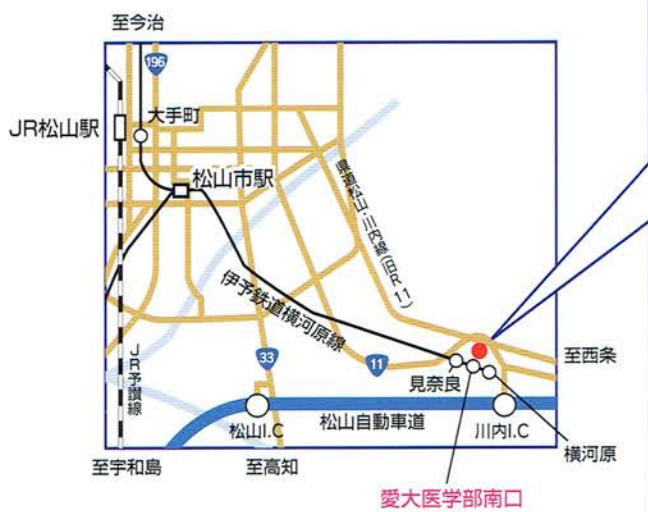 至今治
196
大手町
JR松山駅
松山市駅
県道松山・川内線(旧R11)
伊予鉄道横河原線
JR予讃線
33
11
見奈良
至西条
松山I.C
松山自動車道
川内I.C
横河原
至宇和島
至高知
愛大医学部南口